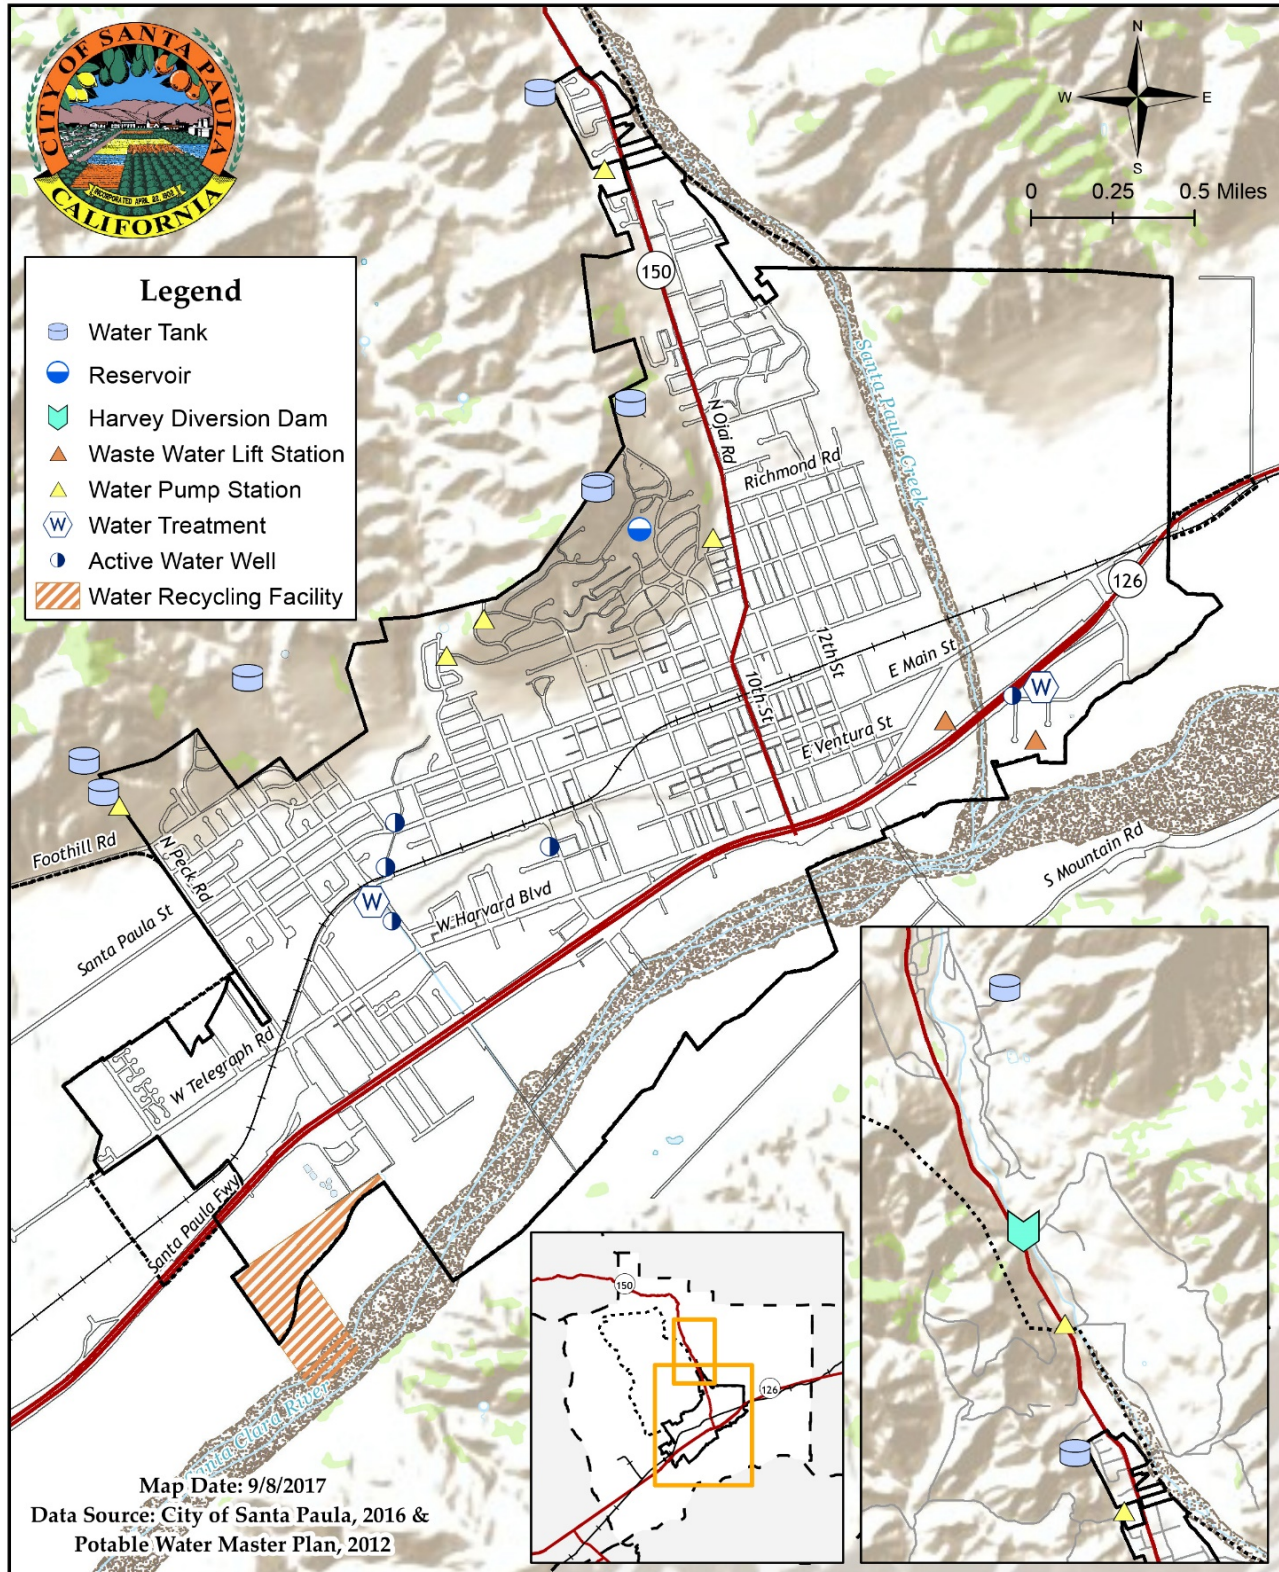 CITY OF SANTA PAULA
INCORPORATED APRIL 22, 1902
CALIFORNIA
N
W
E
S
0 0.25 0.5 Miles
Legend
Water Tank
Reservoir
Harvey Diversion Dam
Waste Water Lift Station
Water Pump Station
W
Water Treatment
Active Water Well
Water Recycling Facility
150
N Ojai Rd
Santa Paula Creek
Richmond Rd
126
12th St
E Main St
10th St
E Ventura St
W
S Mountain Rd
Foothill Rd
N Peck Rd
W
W Harvard Blvd
Santa Paula St
W Telegraph Rd
Santa Paula Fwy
Santa Clara River
150
126
Map Date: 9/8/2017
Data Source: City of Santa Paula, 2016 &
Potable Water Master Plan, 2012